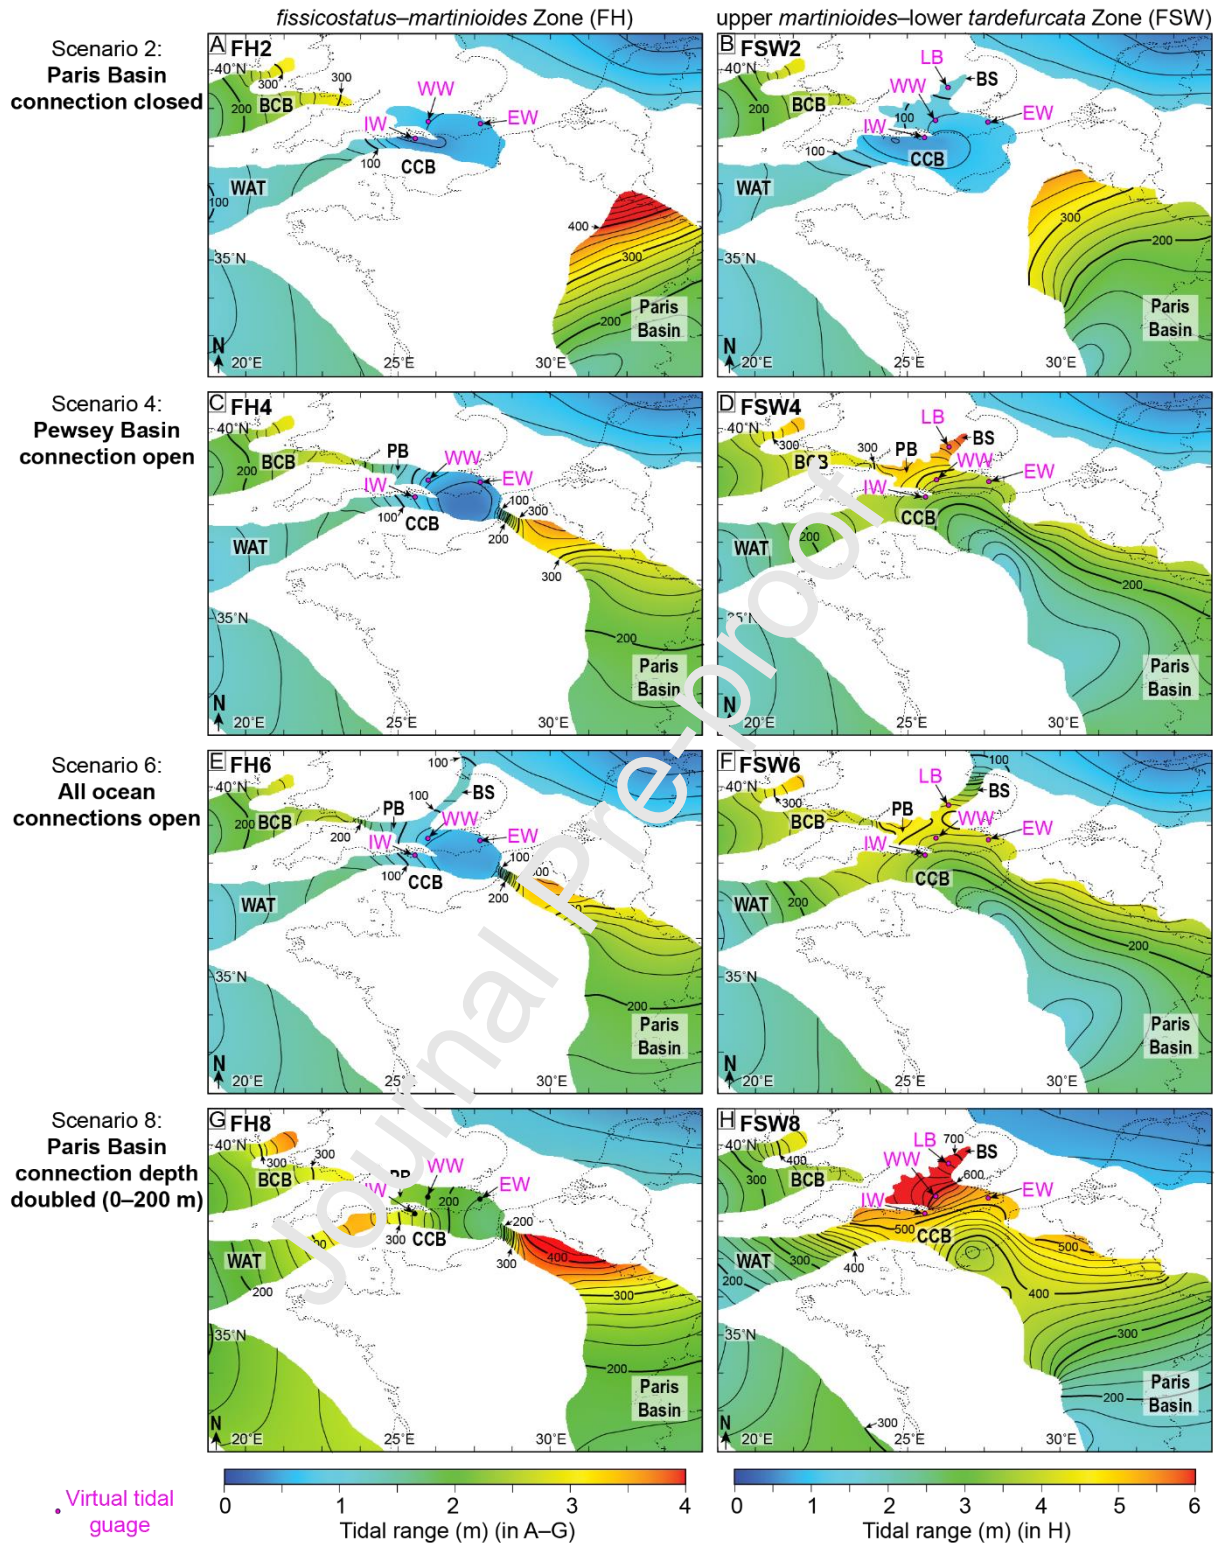 fissicostatus–martinioides Zone (FH)
upper martinioides–lower tardefurcata Zone (FSW)
Scenario 2:
Paris Basin
connection closed
A FH2
40°N
300
300
200
BCB
WW
IW
EW
100
CCB
WAT
100
400
35°N
300
200
Paris
Basin
N
20°E
25°E
30°E
B FSW2
LB
BS
40°N
WW
200
BCB
100
IW
EW
100
CCB
WAT
300
200
35°N
Paris
Basin
N
20°E
25°E
30°E
Scenario 4:
Pewsey Basin
connection open
C FH4
40°N
200
BCB
PB
WW
IW
EW
100
100
CCB
300
200
WAT
300
35°N
200
Paris
Basin
N
20°E
25°E
30°E
D FSW4
LB
BS
40°N
300
300
PB
BCB
WW
IW
EW
CCB
WAT
200
200
35°N
Paris
Basin
N
20°E
25°E
30°E
Scenario 6:
All ocean
connections open
E FH6
100
40°N
BS
200
BCB
PB
100
WW
200
IW
EW
100
100
CCB
200
WAT
35°N
200
Paris
Basin
N
20°E
25°E
30°E
F FSW6
100
LB
BS
40°N
300
BCB
PB
WW
IW
EW
CCB
WAT
200
200
35°N
Paris
Basin
N
20°E
25°E
30°E
Scenario 8:
Paris Basin
connection depth
doubled (0–200 m)
G FH8
40°N
300
300
BCB
WW
IW
EW
200
200
300
CCB
300
400
WAT
200
300
35°N
200
Paris
Basin
N
20°E
25°E
30°E
H FSW8
LB
700
BS
40°N
400
WW
600
300
BCB
IW
EW
500
CCB
500
WAT
400
200
400
35°N
300
Paris
Basin
200
300
N
20°E
25°E
30°E
Journal Pre-proof
Virtual tidal
guage
0 1 2 3 4
Tidal range (m) (in A–G)
0 1 2 3 4 5 6
Tidal range (m) (in H)